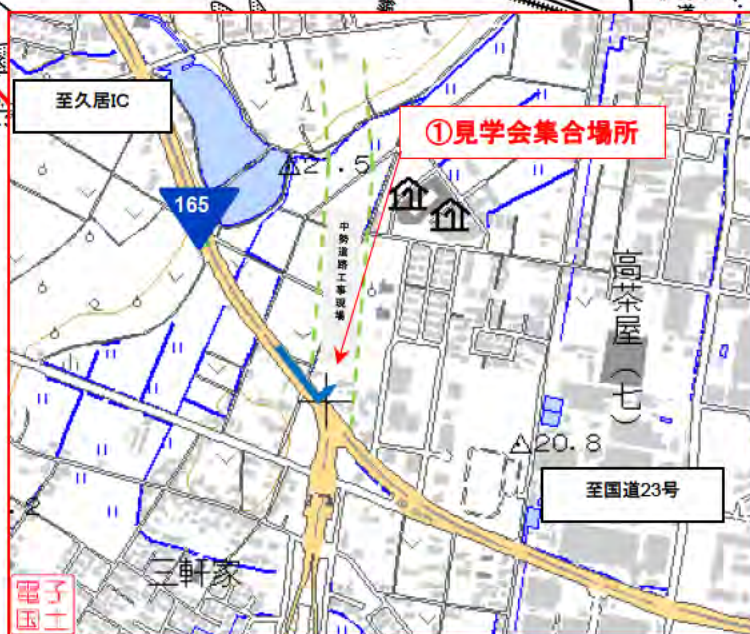 至久居IC
①見学会集合場所
165
21.5
中勢道路工事現場
高茶屋(七)
20.8
至国道23号
.2
三軒家
電子
国土